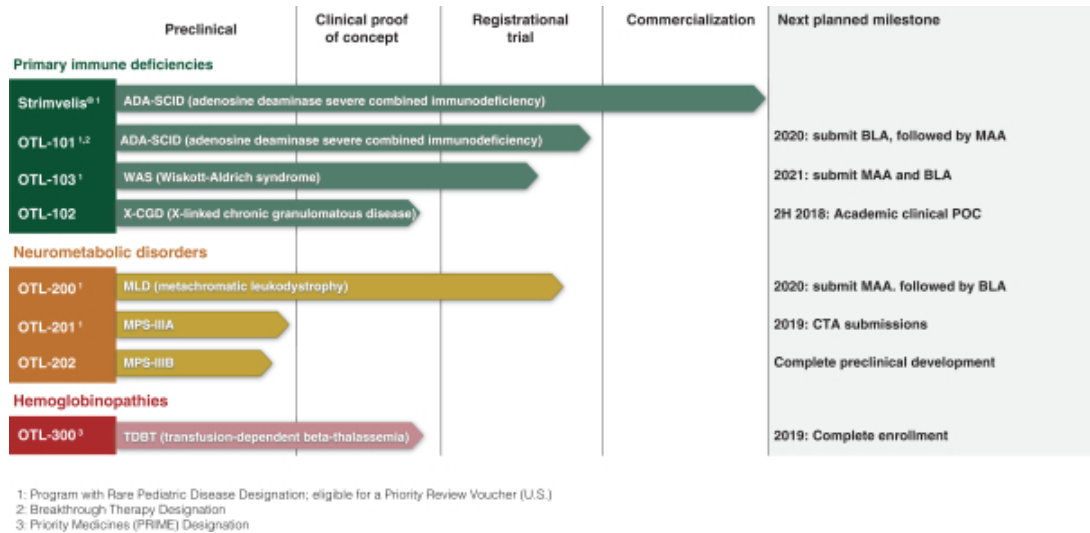 Preclinical
Clinical proof
of concept
Registrational
trial
Commercialization
Next planned milestone
Primary immune deficiencies
Strimvelis® 1 ADA-SCID (adenosine deaminase severe combined immunodeficiency)
OTL-101 1,2 ADA-SCID (adenosine deaminase severe combined immunodeficiency) 2020: submit BLA, followed by MAA
OTL-103 1 WAS (Wiskott-Aldrich syndrome) 2021: submit MAA and BLA
OTL-102 X-CGD (X-linked chronic granulomatous disease) 2H 2018: Academic clinical POC
Neurometabolic disorders
OTL-200 1 MLD (metachromatic leukodystrophy) 2020: submit MAA. followed by BLA
OTL-201 1 MPS-IIIA 2019: CTA submissions
OTL-202 MPS-IIIB Complete preclinical development
Hemoglobinopathies
OTL-300 3 TDBT (transfusion-dependent beta-thalassemia) 2019: Complete enrollment
1: Program with Rare Pediatric Disease Designation; eligible for a Priority Review Voucher (U.S.)
2: Breakthrough Therapy Designation
3: Priority Medicines (PRIME) Designation